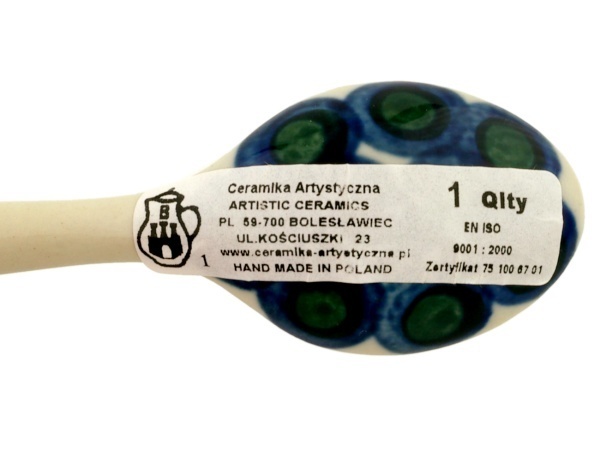 B
1
Ceramika Artystyczna
ARTISTIC CERAMICS
PL 59-700 BOLESŁAWIEC
UL.KOŚCIUSZKI 23
www.ceramika-artystyczna.pl
HAND MADE IN POLAND
1 Qlty
EN ISO
9001 : 2000
Zertyfikat 75 100 67 01